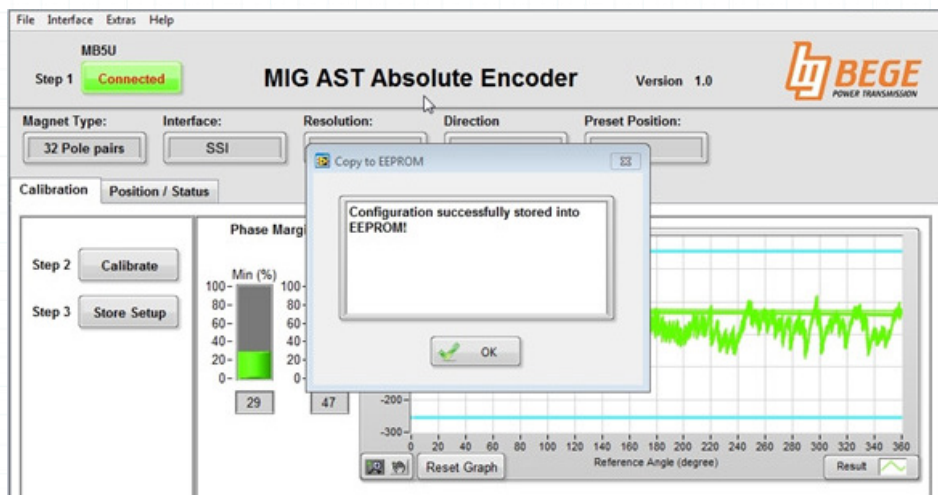 File Interface Extras Help
MB5U
Step 1 Connected
MIG AST Absolute Encoder
Version 1.0
BEGE
POWER TRANSMISSION
Magnet Type: Interface: Resolution: Direction Preset Position:
32 Pole pairs SSI
Copy to EEPROM
Calibration Position / Status
Configuration successfully stored into
EEPROM!
OK
Step 2 Calibrate
Step 3 Store Setup
Phase Margi
Min (%)
100- 100-
80- 80-
60- 60-
40- 40-
20- 20-
0- 0-
29 47
-200-
-300-
0 20 40 60 80 100 120 140 160 180 200 220 240 260 280 300 320 340 360
Reference Angle (degree)
Reset Graph
Result